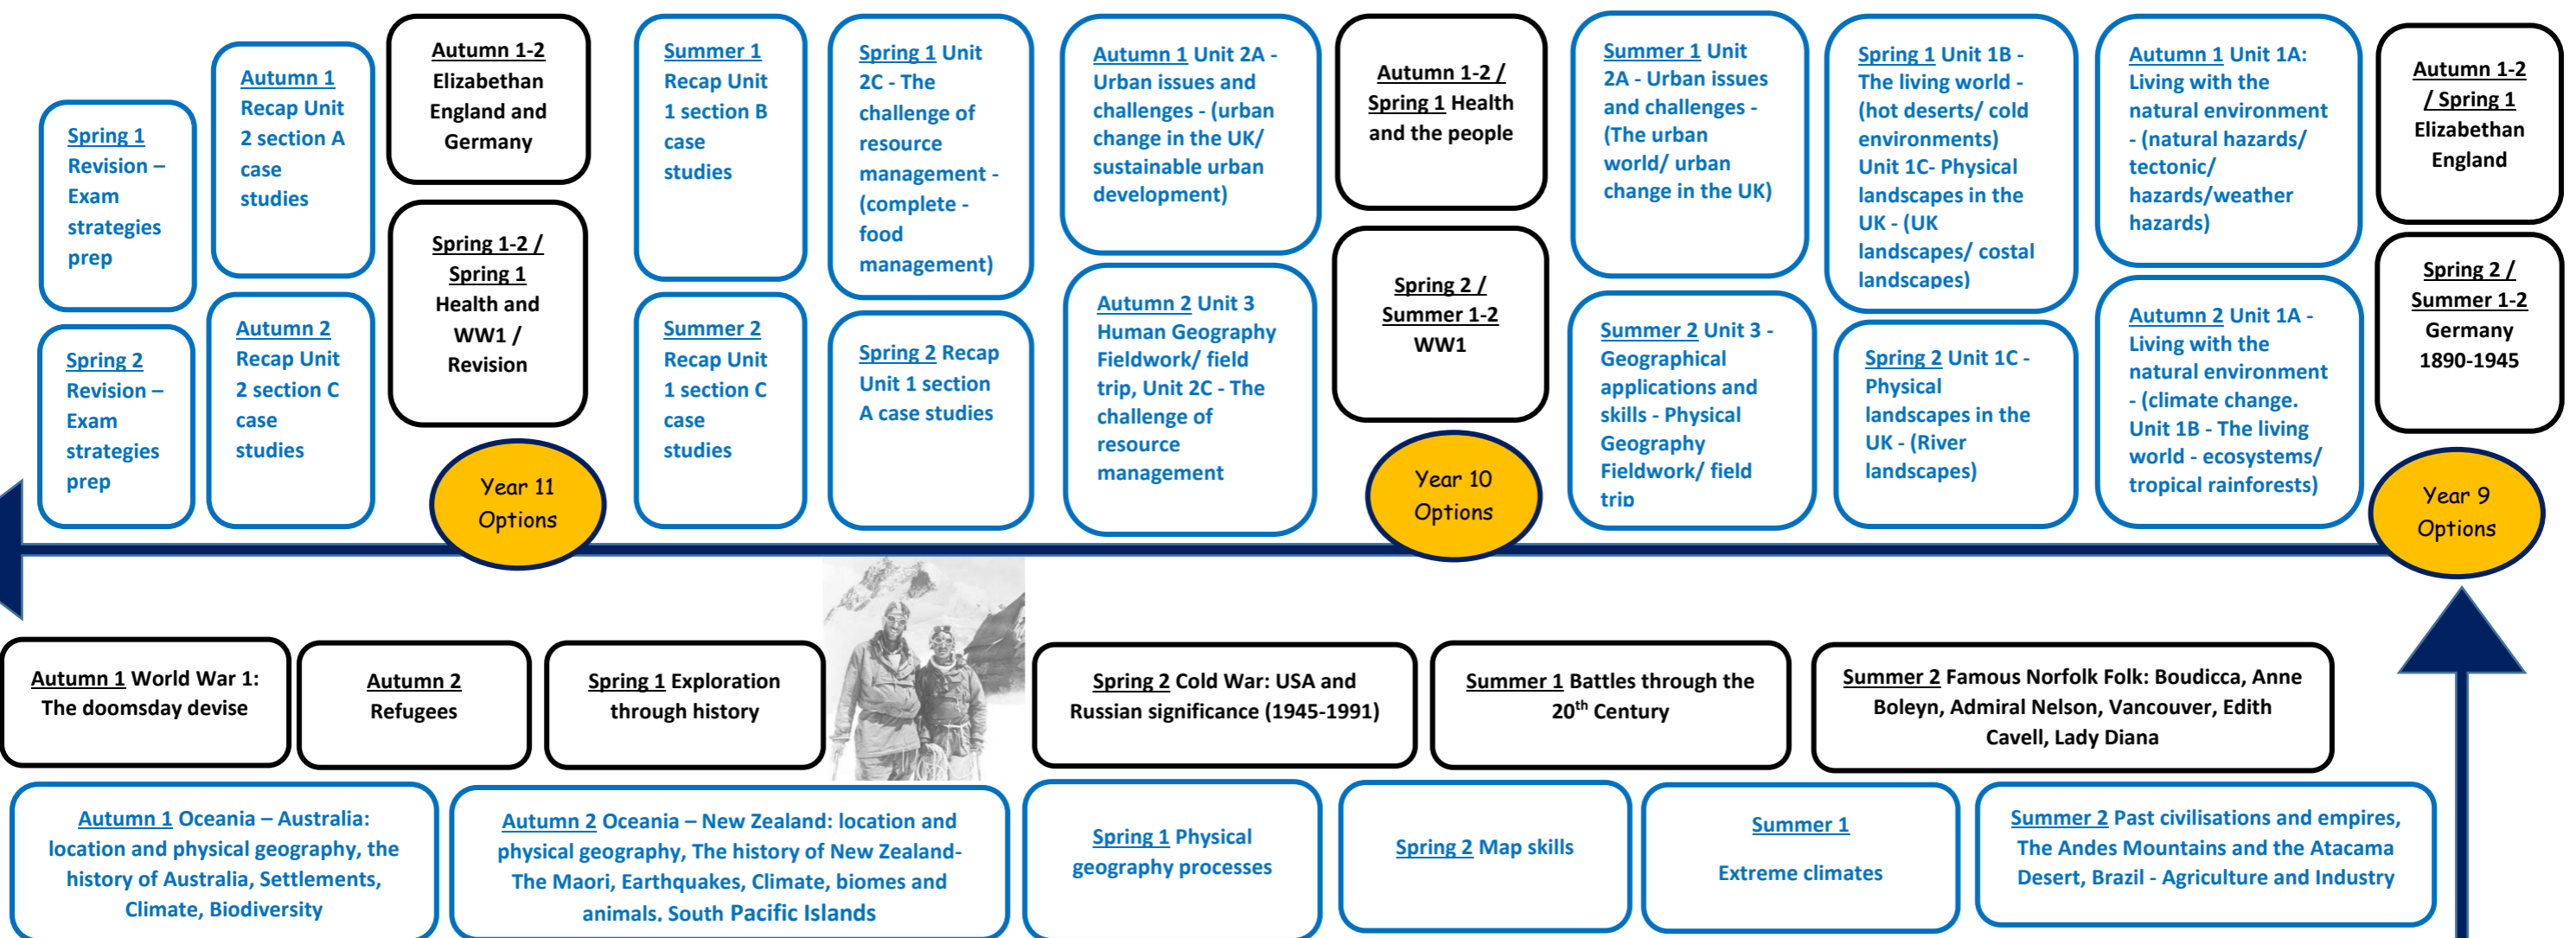 Spring 1
Revision –
Exam
strategies
prep
Spring 2
Revision –
Exam
strategies
prep
Autumn 1
Recap Unit
2 section A
case
studies
Autumn 2
Recap Unit
2 section C
case
studies
Autumn 1-2
Elizabethan
England and
Germany
Spring 1-2 /
Spring 1
Health and
WW1 /
Revision
Year 11
Options
Summer 1
Recap Unit
1 section B
case
studies
Summer 2
Recap Unit
1 section C
case
studies
Spring 1 Unit
2C - The
challenge of
resource
management -
(complete -
food
management)
Spring 2 Recap
Unit 1 section
A case studies
Autumn 1 Unit 2A -
Urban issues and
challenges - (urban
change in the UK/
sustainable urban
development)
Autumn 2 Unit 3
Human Geography
Fieldwork/ field
trip, Unit 2C - The
challenge of
resource
management
Autumn 1-2 /
Spring 1 Health
and the people
Spring 2 /
Summer 1-2
WW1
Year 10
Options
Summer 1 Unit
2A - Urban issues
and challenges -
(The urban
world/ urban
change in the UK)
Summer 2 Unit 3 -
Geographical
applications and
skills - Physical
Geography
Fieldwork/ field
trip
Spring 1 Unit 1B -
The living world -
(hot deserts/ cold
environments)
Unit 1C- Physical
landscapes in the
UK - (UK
landscapes/ costal
landscapes)
Spring 2 Unit 1C -
Physical
landscapes in the
UK - (River
landscapes)
Autumn 1 Unit 1A:
Living with the
natural environment
- (natural hazards/
tectonic/
hazards/weather
hazards)
Autumn 2 Unit 1A -
Living with the
natural environment
- (climate change.
Unit 1B - The living
world - ecosystems/
tropical rainforests)
Autumn 1-2
/ Spring 1
Elizabethan
England
Spring 2 /
Summer 1-2
Germany
1890-1945
Year 9
Options
Autumn 1 World War 1:
The doomsday devise
Autumn 2
Refugees
Spring 1 Exploration
through history
Spring 2 Cold War: USA and
Russian significance (1945-1991)
Summer 1 Battles through the
20th Century
Summer 2 Famous Norfolk Folk: Boudicca, Anne
Boleyn, Admiral Nelson, Vancouver, Edith
Cavell, Lady Diana
Autumn 1 Oceania – Australia:
location and physical geography, the
history of Australia, Settlements,
Climate, Biodiversity
Autumn 2 Oceania – New Zealand: location and
physical geography, The history of New Zealand-
The Maori, Earthquakes, Climate, biomes and
animals. South Pacific Islands
Spring 1 Physical
geography processes
Spring 2 Map skills
Summer 1
Extreme climates
Summer 2 Past civilisations and empires,
The Andes Mountains and the Atacama
Desert, Brazil - Agriculture and Industry